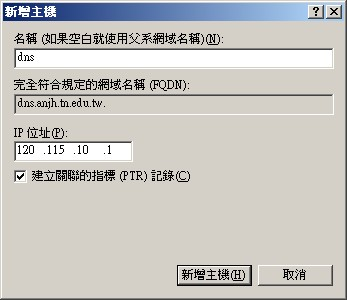 新增主機
名稱 (如果空白就使用父系網域名稱)(N):
dns
完全符合規定的網域名稱 (FQDN):
dns.anjh.tn.edu.tw.
IP 位址(P):
120 .115 .10 .1
建立關聯的指標 (PTR) 記錄(C)
新增主機(H) 取消